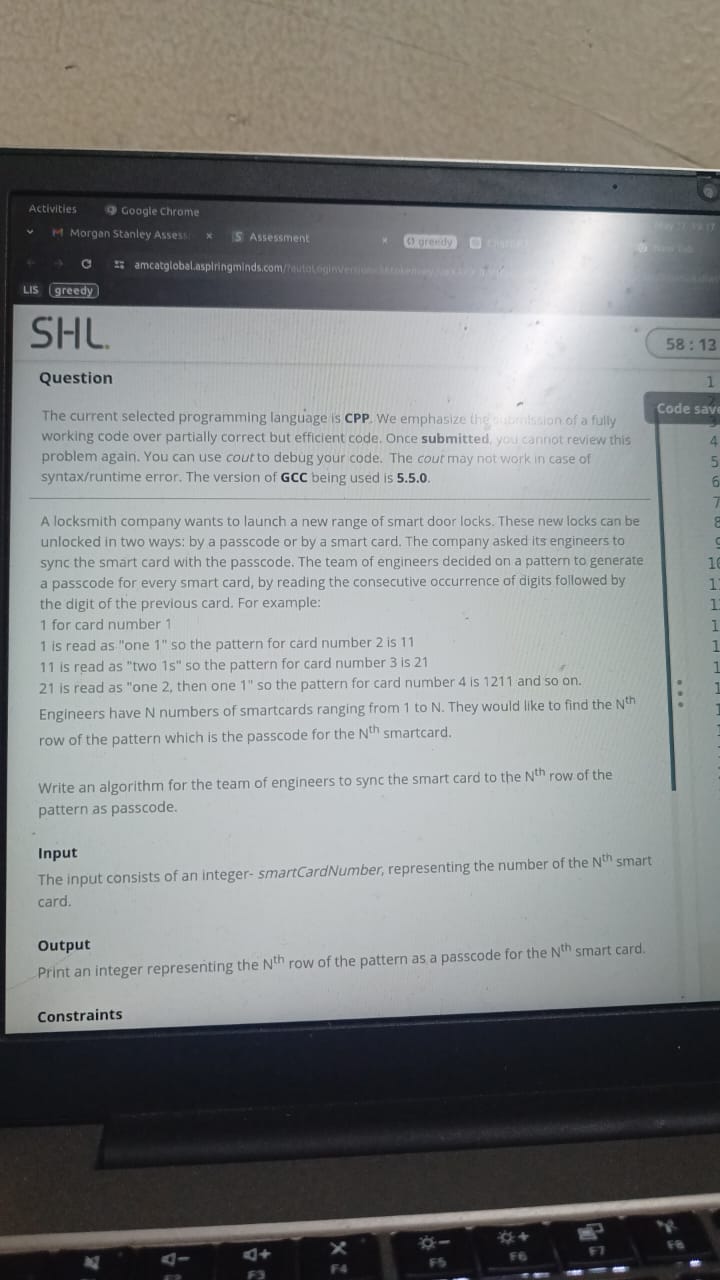 Activities
Google Chrome
Morgan Stanley Assess
Assessment
greedy
amcatglobal.aspiringminds.com/
LIS
greedy
SHL.
58 : 13
Question
1
Code save
The current selected programming language is CPP. We emphasize the submission of a fully
working code over partially correct but efficient code. Once submitted, you cannot review this
problem again. You can use cout to debug your code. The cout may not work in case of
syntax/runtime error. The version of GCC being used is 5.5.0.
4
5
6
7
A locksmith company wants to launch a new range of smart door locks. These new locks can be
unlocked in two ways: by a passcode or by a smart card. The company asked its engineers to
sync the smart card with the passcode. The team of engineers decided on a pattern to generate
a passcode for every smart card, by reading the consecutive occurrence of digits followed by
the digit of the previous card. For example:
1 for card number 1
1 is read as "one 1" so the pattern for card number 2 is 11
11 is read as "two 1s" so the pattern for card number 3 is 21
21 is read as "one 2, then one 1" so the pattern for card number 4 is 1211 and so on.
Engineers have N numbers of smartcards ranging from 1 to N. They would like to find the Nth
row of the pattern which is the passcode for the Nth smartcard.
Write an algorithm for the team of engineers to sync the smart card to the Nth row of the
pattern as passcode.
Input
The input consists of an integer- smartCardNumber, representing the number of the Nth smart
card.
Output
Print an integer representing the Nth row of the pattern as a passcode for the Nth smart card.
Constraints
F3
F4
F5
F6
F7
F8